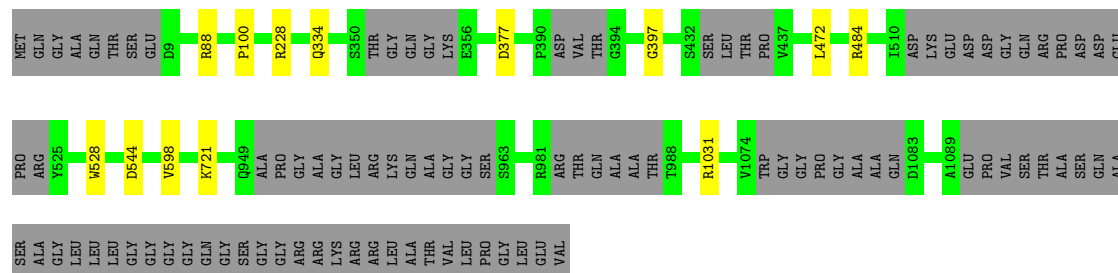 MET GLN GLY ALA GLN THR SER GLU D9 R88 P100 R228 Q334 S350 THR GLY GLN GLY LYS E356 D377 P390 ASP VAL THR G394 G397 S432 SER LEU THR PRO V437 L472 R484 I510 ASP LYS GLU ASP ASP GLY GLN ARG PRO ASP ASP GLU
PRO ARG Y525 W528 D544 V598 K721 Q949 ALA PRO GLY ALA GLY LEU ARG LYS GLN ALA GLY GLY SER S963 R981 ARG THR GLN ALA ALA THR T988 R1031 V1074 TRP GLY GLY PRO GLY ALA ALA GLN D1083 A1089 GLU PRO VAL SER THR ALA SER GLN ALA
SER ALA GLY LEU LEU LEU GLY GLY GLY GLY GLN GLY SER GLY GLY ARG ARG LYS ARG ARG LEU ALA THR VAL LEU PRO GLY LEU GLU VAL